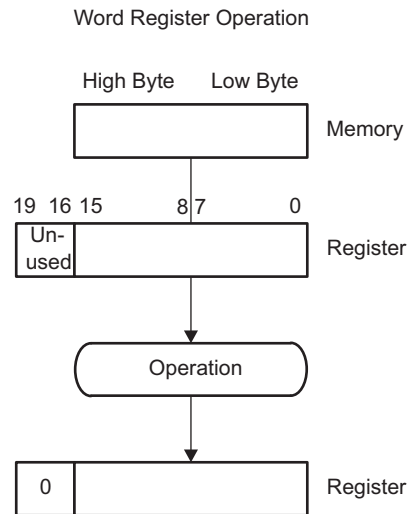 Word Register Operation
High Byte Low Byte
Memory
19 16 15 8 7 0
Un-
used
Register
Operation
0
Register